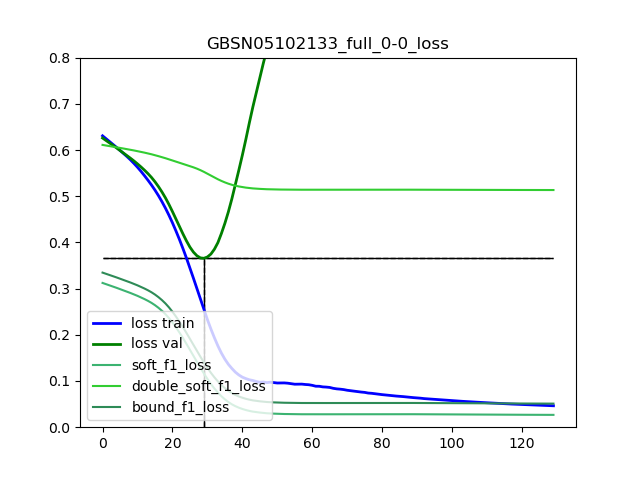 GBSN05102133_full_0-0_loss
0.8
0.7
0.6
0.5
0.4
0.3
0.2
0.1
0.0
loss train
loss val
soft_f1_loss
double_soft_f1_loss
bound_f1_loss
0 20 40 60 80 100 120